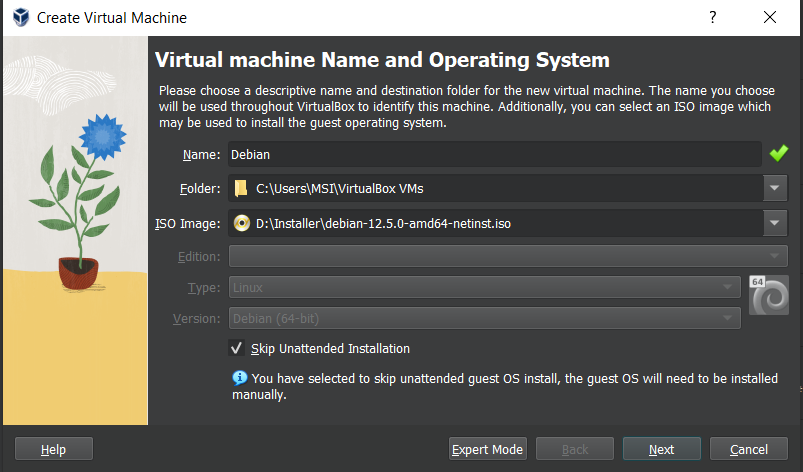 Create Virtual Machine
?
Virtual machine Name and Operating System
Please choose a descriptive name and destination folder for the new virtual machine. The name you choose
will be used throughout VirtualBox to identify this machine. Additionally, you can select an ISO image which
may be used to install the guest operating system.
Name: Debian
Folder: C:\Users\MSI\VirtualBox VMs
ISO Image: D:\Installer\debian-12.5.0-amd64-netinst.iso
Edition:
Type: Linux
64
Version: Debian (64-bit)
Skip Unattended Installation
You have selected to skip unattended guest OS install, the guest OS will need to be installed
manually.
Help Expert Mode Back Next Cancel